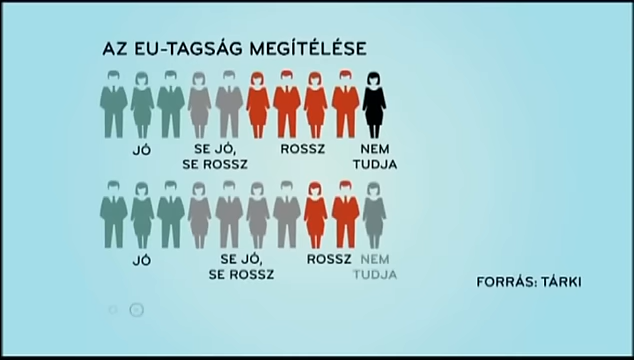 AZ EU-TAGSÁG MEGÍTÉLÉSE
JÓ
SE JÓ,
SE ROSSZ
ROSSZ
NEM
TUDJA
JÓ
SE JÓ,
SE ROSSZ
ROSSZ
NEM
TUDJA
FORRÁS: TÁRKI